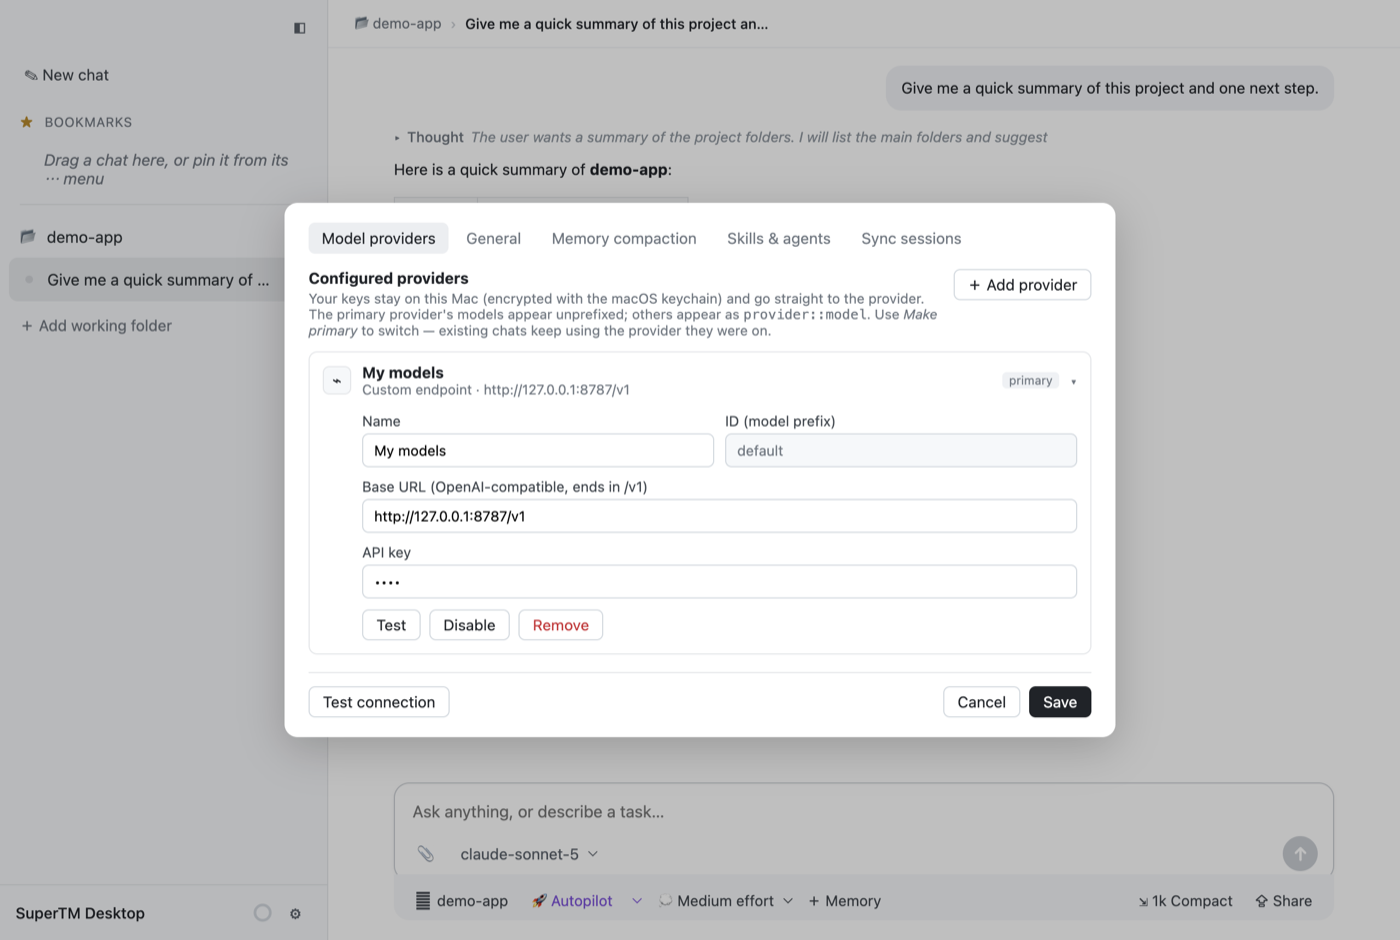 demo-app › Give me a quick summary of this project an...
New chat
BOOKMARKS
Drag a chat here, or pin it from its
··· menu
demo-app
Give me a quick summary of ...
+ Add working folder
SuperTM Desktop
Give me a quick summary of this project and one next step.
Thought The user wants a summary of the project folders. I will list the main folders and suggest
Here is a quick summary of demo-app:
Model providers General Memory compaction Skills & agents Sync sessions
Configured providers
+ Add provider
Your keys stay on this Mac (encrypted with the macOS keychain) and go straight to the provider.
The primary provider's models appear unprefixed; others appear as provider::model. Use Make
primary to switch — existing chats keep using the provider they were on.
My models
Custom endpoint · http://127.0.0.1:8787/v1
primary
Name ID (model prefix)
My models default
Base URL (OpenAI-compatible, ends in /v1)
http://127.0.0.1:8787/v1
API key
••••
Test Disable Remove
Test connection Cancel Save
Ask anything, or describe a task...
claude-sonnet-5
demo-app Autopilot Medium effort + Memory 1k Compact Share